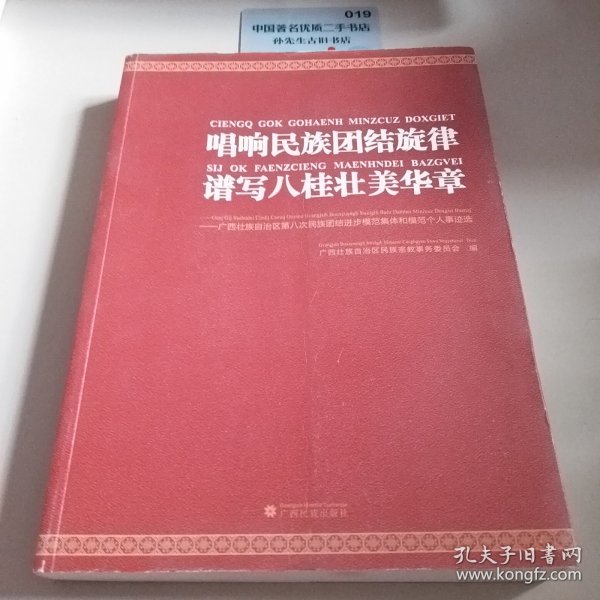 019
中国著名优质二手书店
孙先生古旧书店
CIENGQ GOK GOHAENH MINZCUZ DOXGIET
唱响民族团结旋律
SIJ OK FAENZCIENG MAENHNDEI BAZGVEI
谱写八桂壮美华章
——广西壮族自治区第八次民族团结进步模范集体和模范个人事迹选
广西壮族自治区民族宗教事务委员会 编
广西民族出版社
孔夫子旧书网
www.kongfz.com